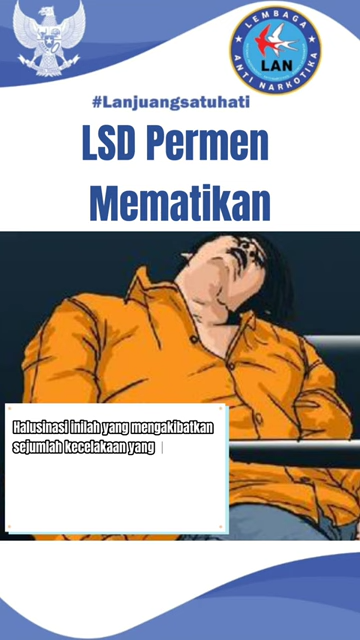 LEMBAGA
ANTI NARKOTIKA
LAN
#Lanjuangsatuhati
LSD Permen
Mematikan
Halusinasi inilah yang mengakibatkan
sejumlah kecelakaan yang